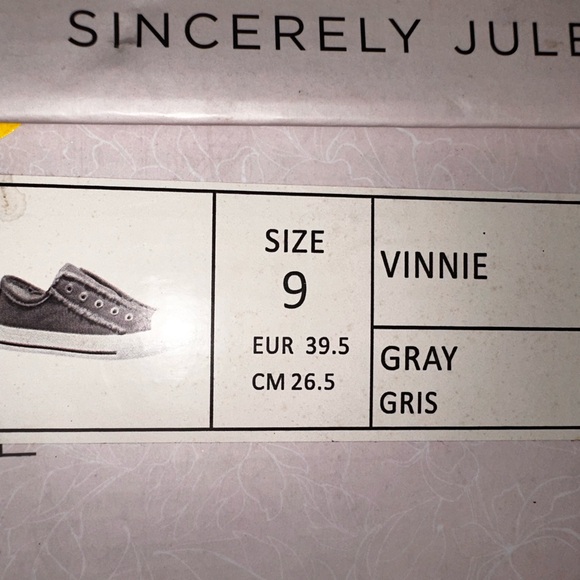 SINCERELY JULE
SIZE
9
EUR 39.5
CM 26.5
VINNIE
GRAY
GRIS